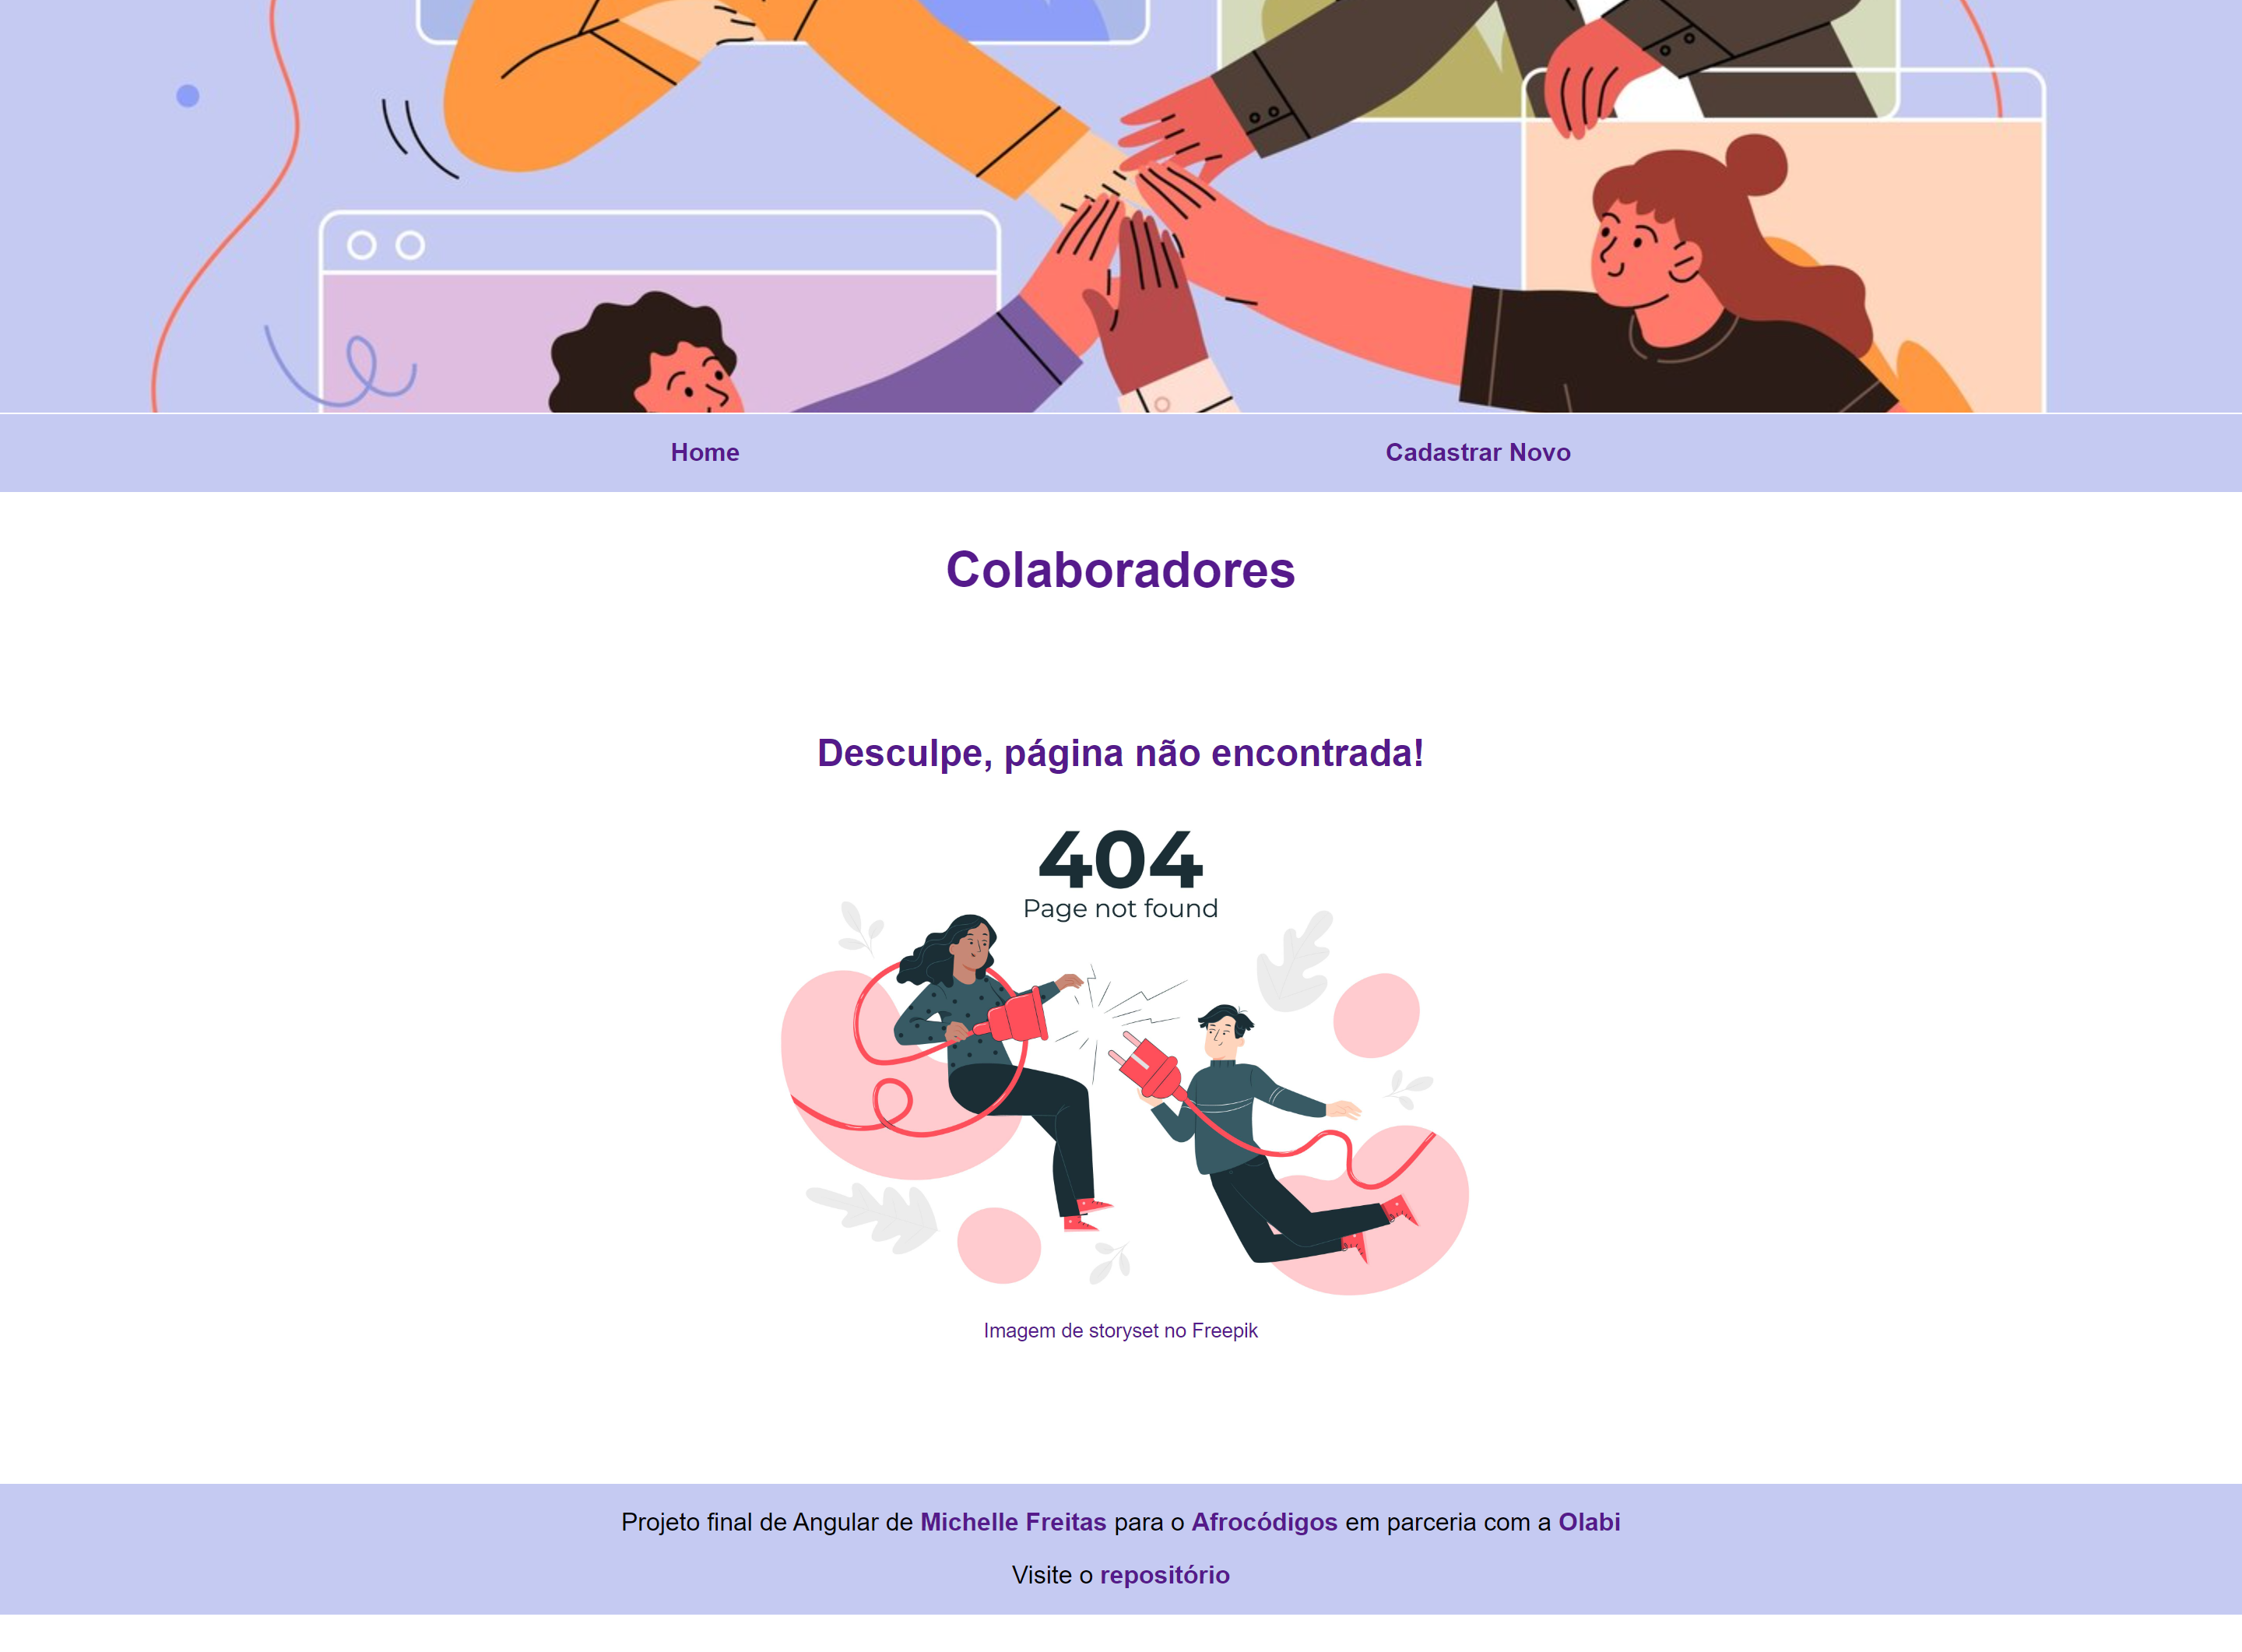 Home
Cadastrar Novo
Colaboradores
Desculpe, página não encontrada!
404
Page not found
Imagem de storyset no Freepik
Projeto final de Angular de Michelle Freitas para o Afrocódigos em parceria com a Olabi
Visite o repositório